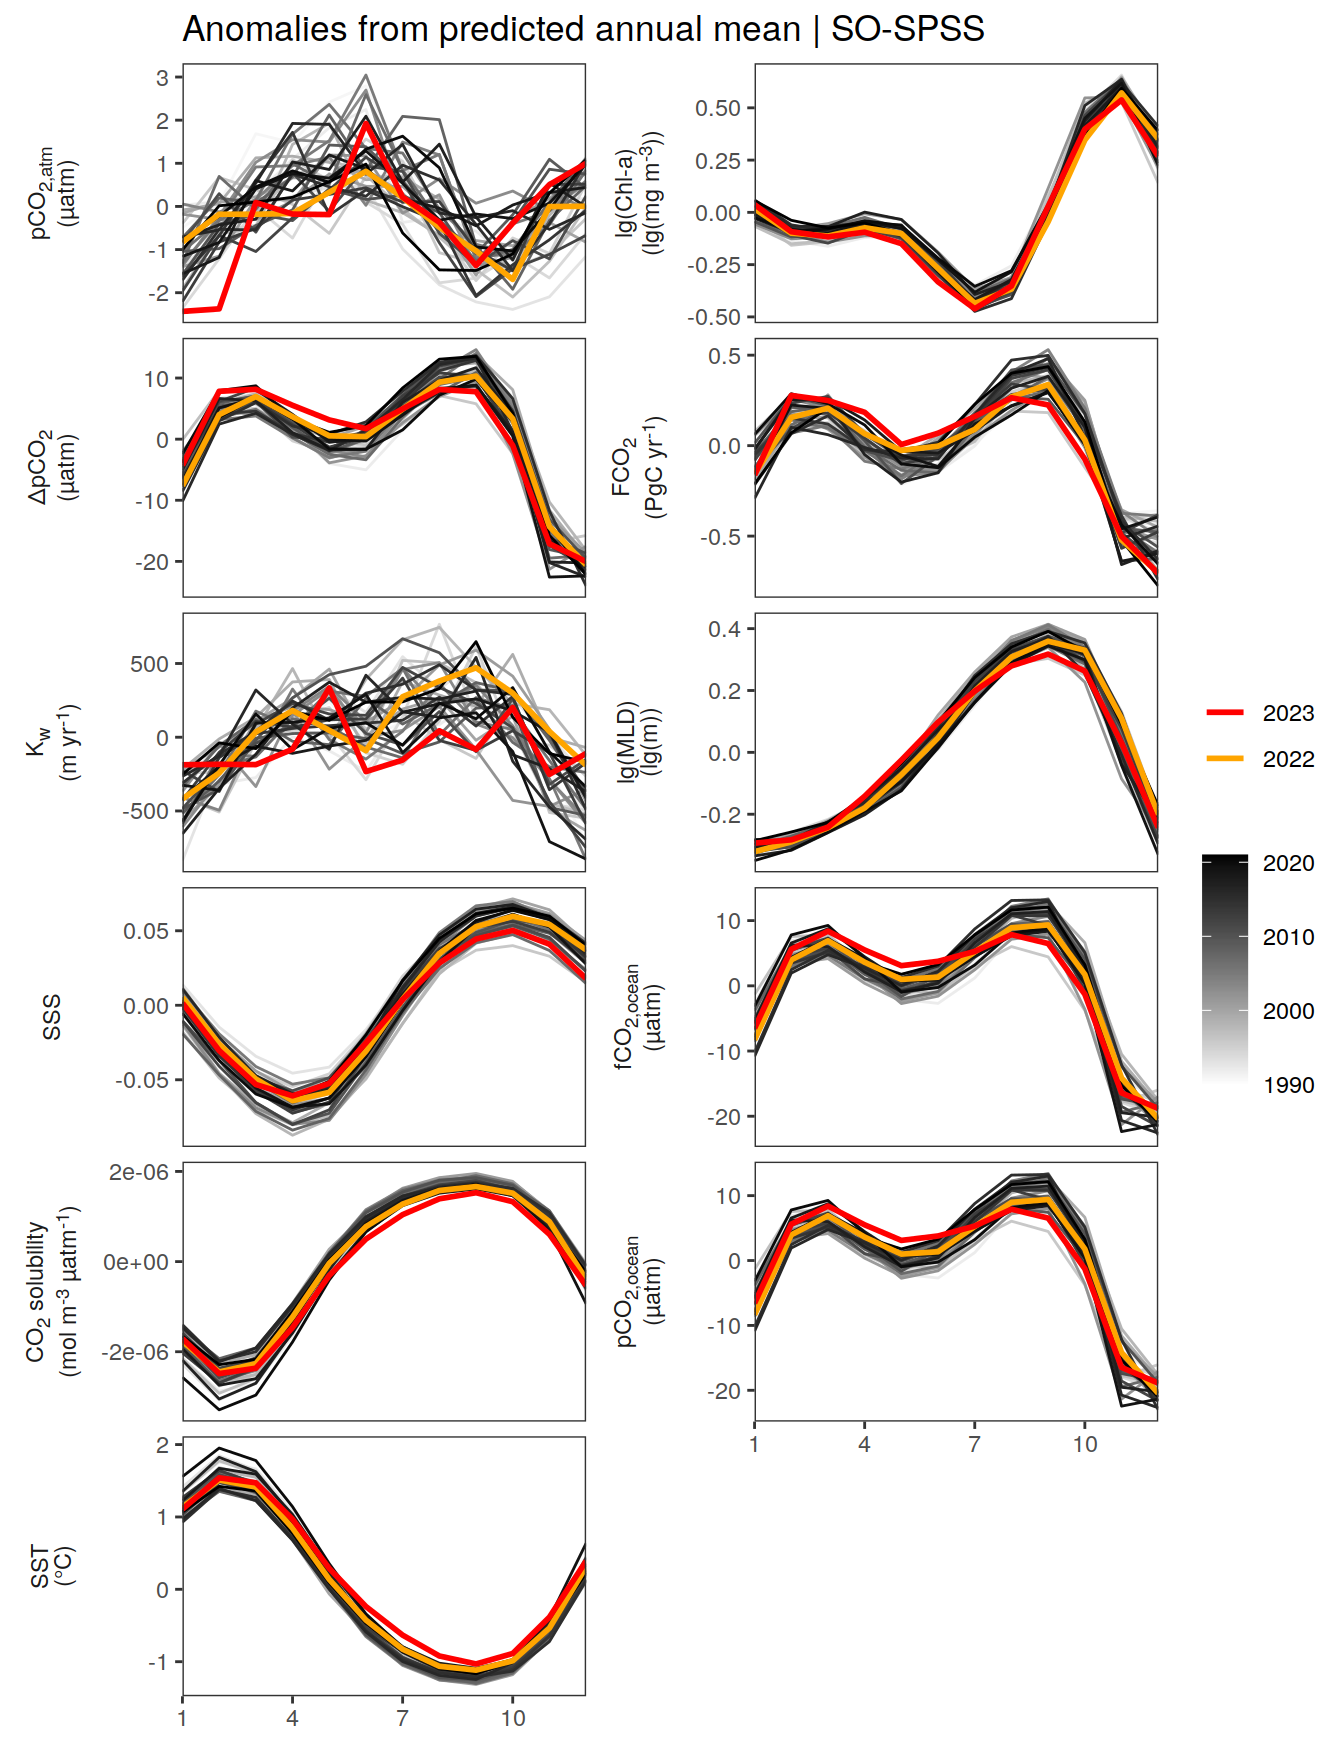 Anomalies from predicted annual mean | SO-SPSS
pCO2,atm
(µatm)
3
2
1
0
-1
-2
lg(Chl-a)
(lg(mg m-3))
0.50
0.25
0.00
-0.25
-0.50
ΔpCO2
(µatm)
10
0
-10
-20
FCO2
(PgC yr-1)
0.5
0.0
-0.5
Kw
(m yr-1)
500
0
-500
lg(MLD)
(lg(m))
0.4
0.2
0.0
-0.2
SSS
0.05
0.00
-0.05
fCO2,ocean
(µatm)
10
0
-10
-20
CO2 solubility
(mol m-3 µatm-1)
2e-06
0e+00
-2e-06
pCO2,ocean
(µatm)
10
0
-10
-20
1 4 7 10
SST
(°C)
2
1
0
-1
1 4 7 10
2023
2022
2020
2010
2000
1990